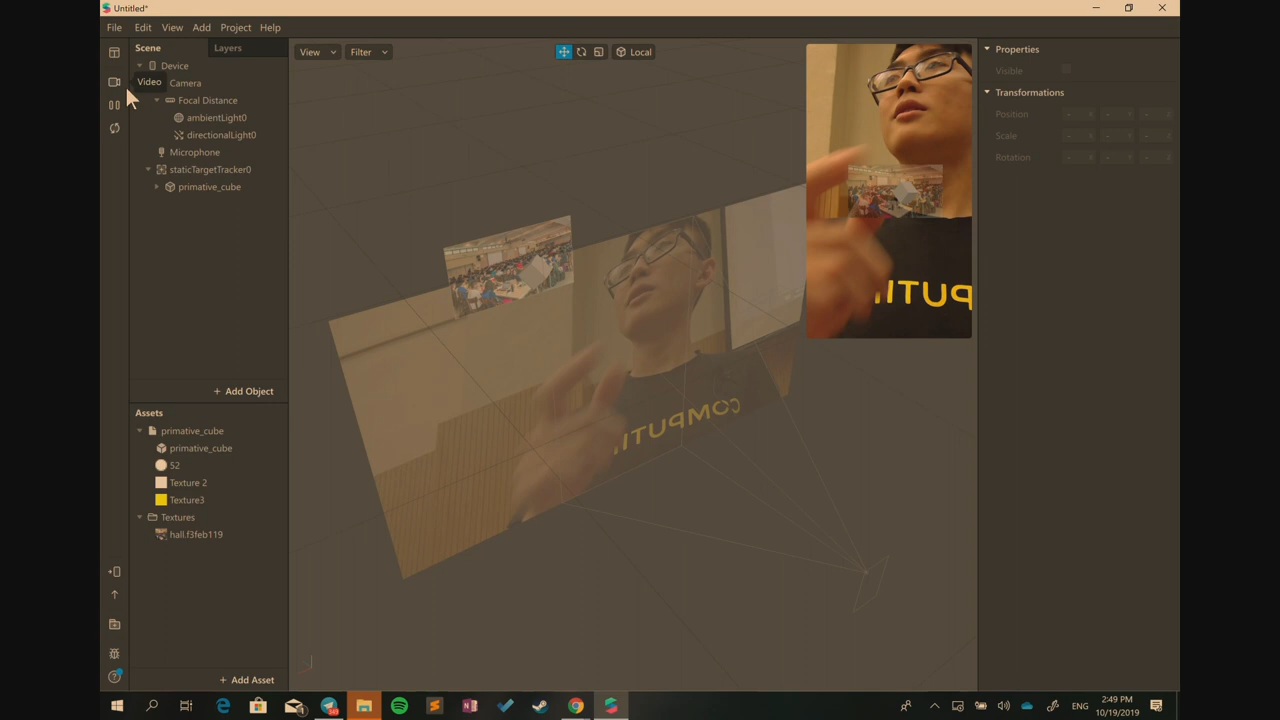 Untitled*
File Edit View Add Project Help
Scene Layers
View Filter Local
Device
Video Camera
Focal Distance
ambientLight0
directionalLight0
Microphone
staticTargetTracker0
primative_cube
+ Add Object
Assets
primative_cube
primative_cube
52
Texture 2
Texture3
Textures
hall.f3feb119
+ Add Asset
Properties
Visible
Transformations
Position - X - Y - Z
Scale - X - Y - Z
Rotation - X - Y - Z
COMPUTIN
PUTIN
ENG
2:49 PM
10/19/2019